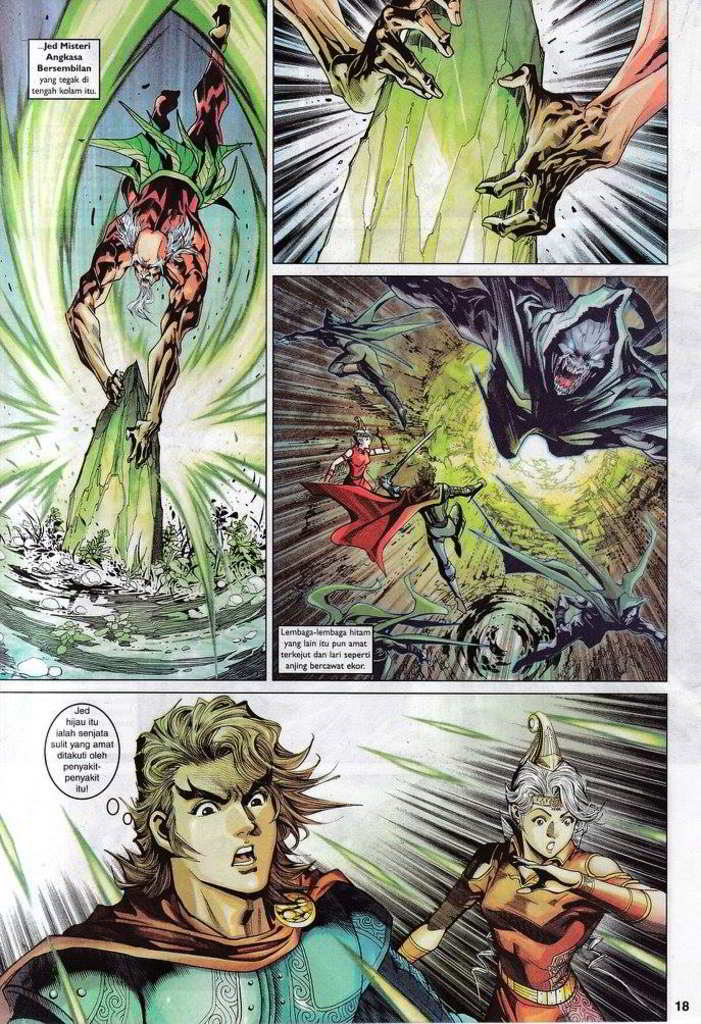 ...Jed Misteri
Angkasa
Bersembilan
yang tegak di
tengah kolam itu.
Lembaga-lembaga hitam
yang lain itu pun amat
terkejut dan lari seperti
anjing bercawat ekor.
Jed
hijau itu
ialah senjata
sulit yang amat
ditakuti oleh
penyakit-
penyakit
itu!
18